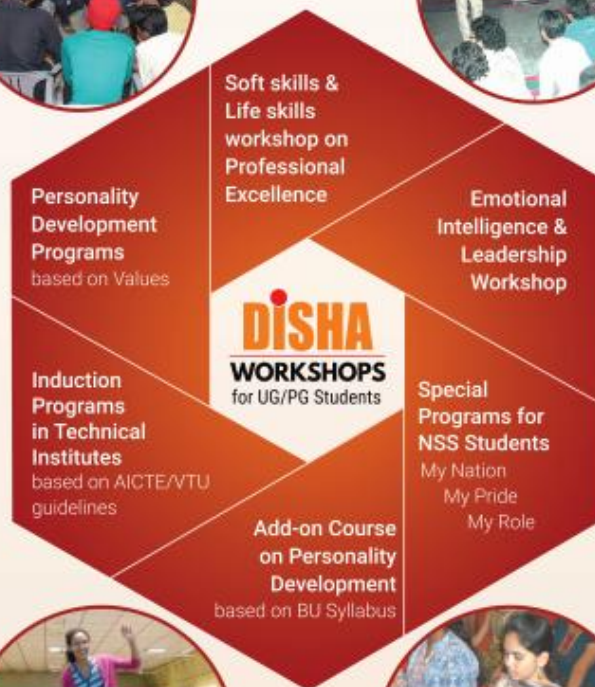 Soft skills &
Life skills
workshop on
Professional
Excellence
Personality
Development
Programs
based on Values
Emotional
Intelligence &
Leadership
Workshop
DiSHA
WORKSHOPS
for UG/PG Students
Induction
Programs
in Technical
Institutes
based on AICTE/VTU
guidelines
Special
Programs for
NSS Students
My Nation
My Pride
My Role
Add-on Course
on Personality
Development
based on BU Syllabus